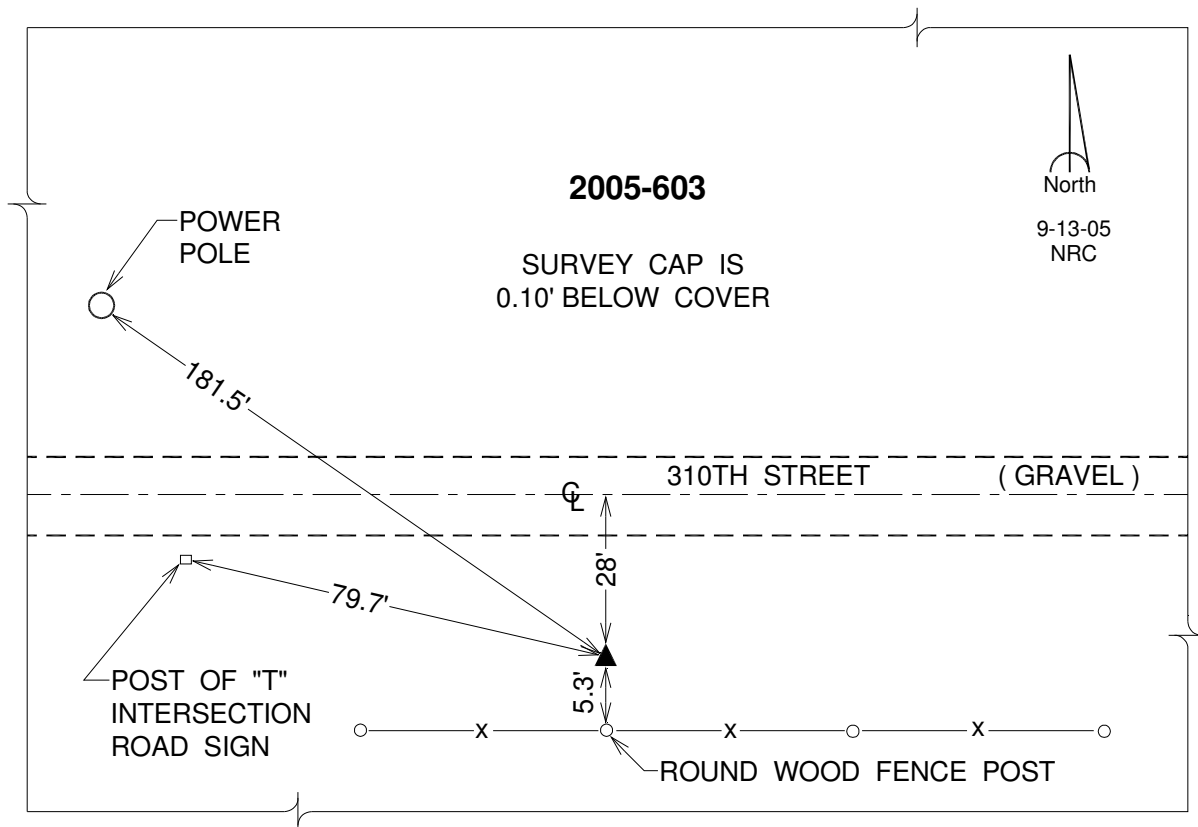 2005-603
North
9-13-05
NRC
POWER
POLE
SURVEY CAP IS
0.10' BELOW COVER
181.5'
310TH STREET ( GRAVEL )
CL
28'
79.7'
5.3'
POST OF "T"
INTERSECTION
ROAD SIGN
x x x
ROUND WOOD FENCE POST